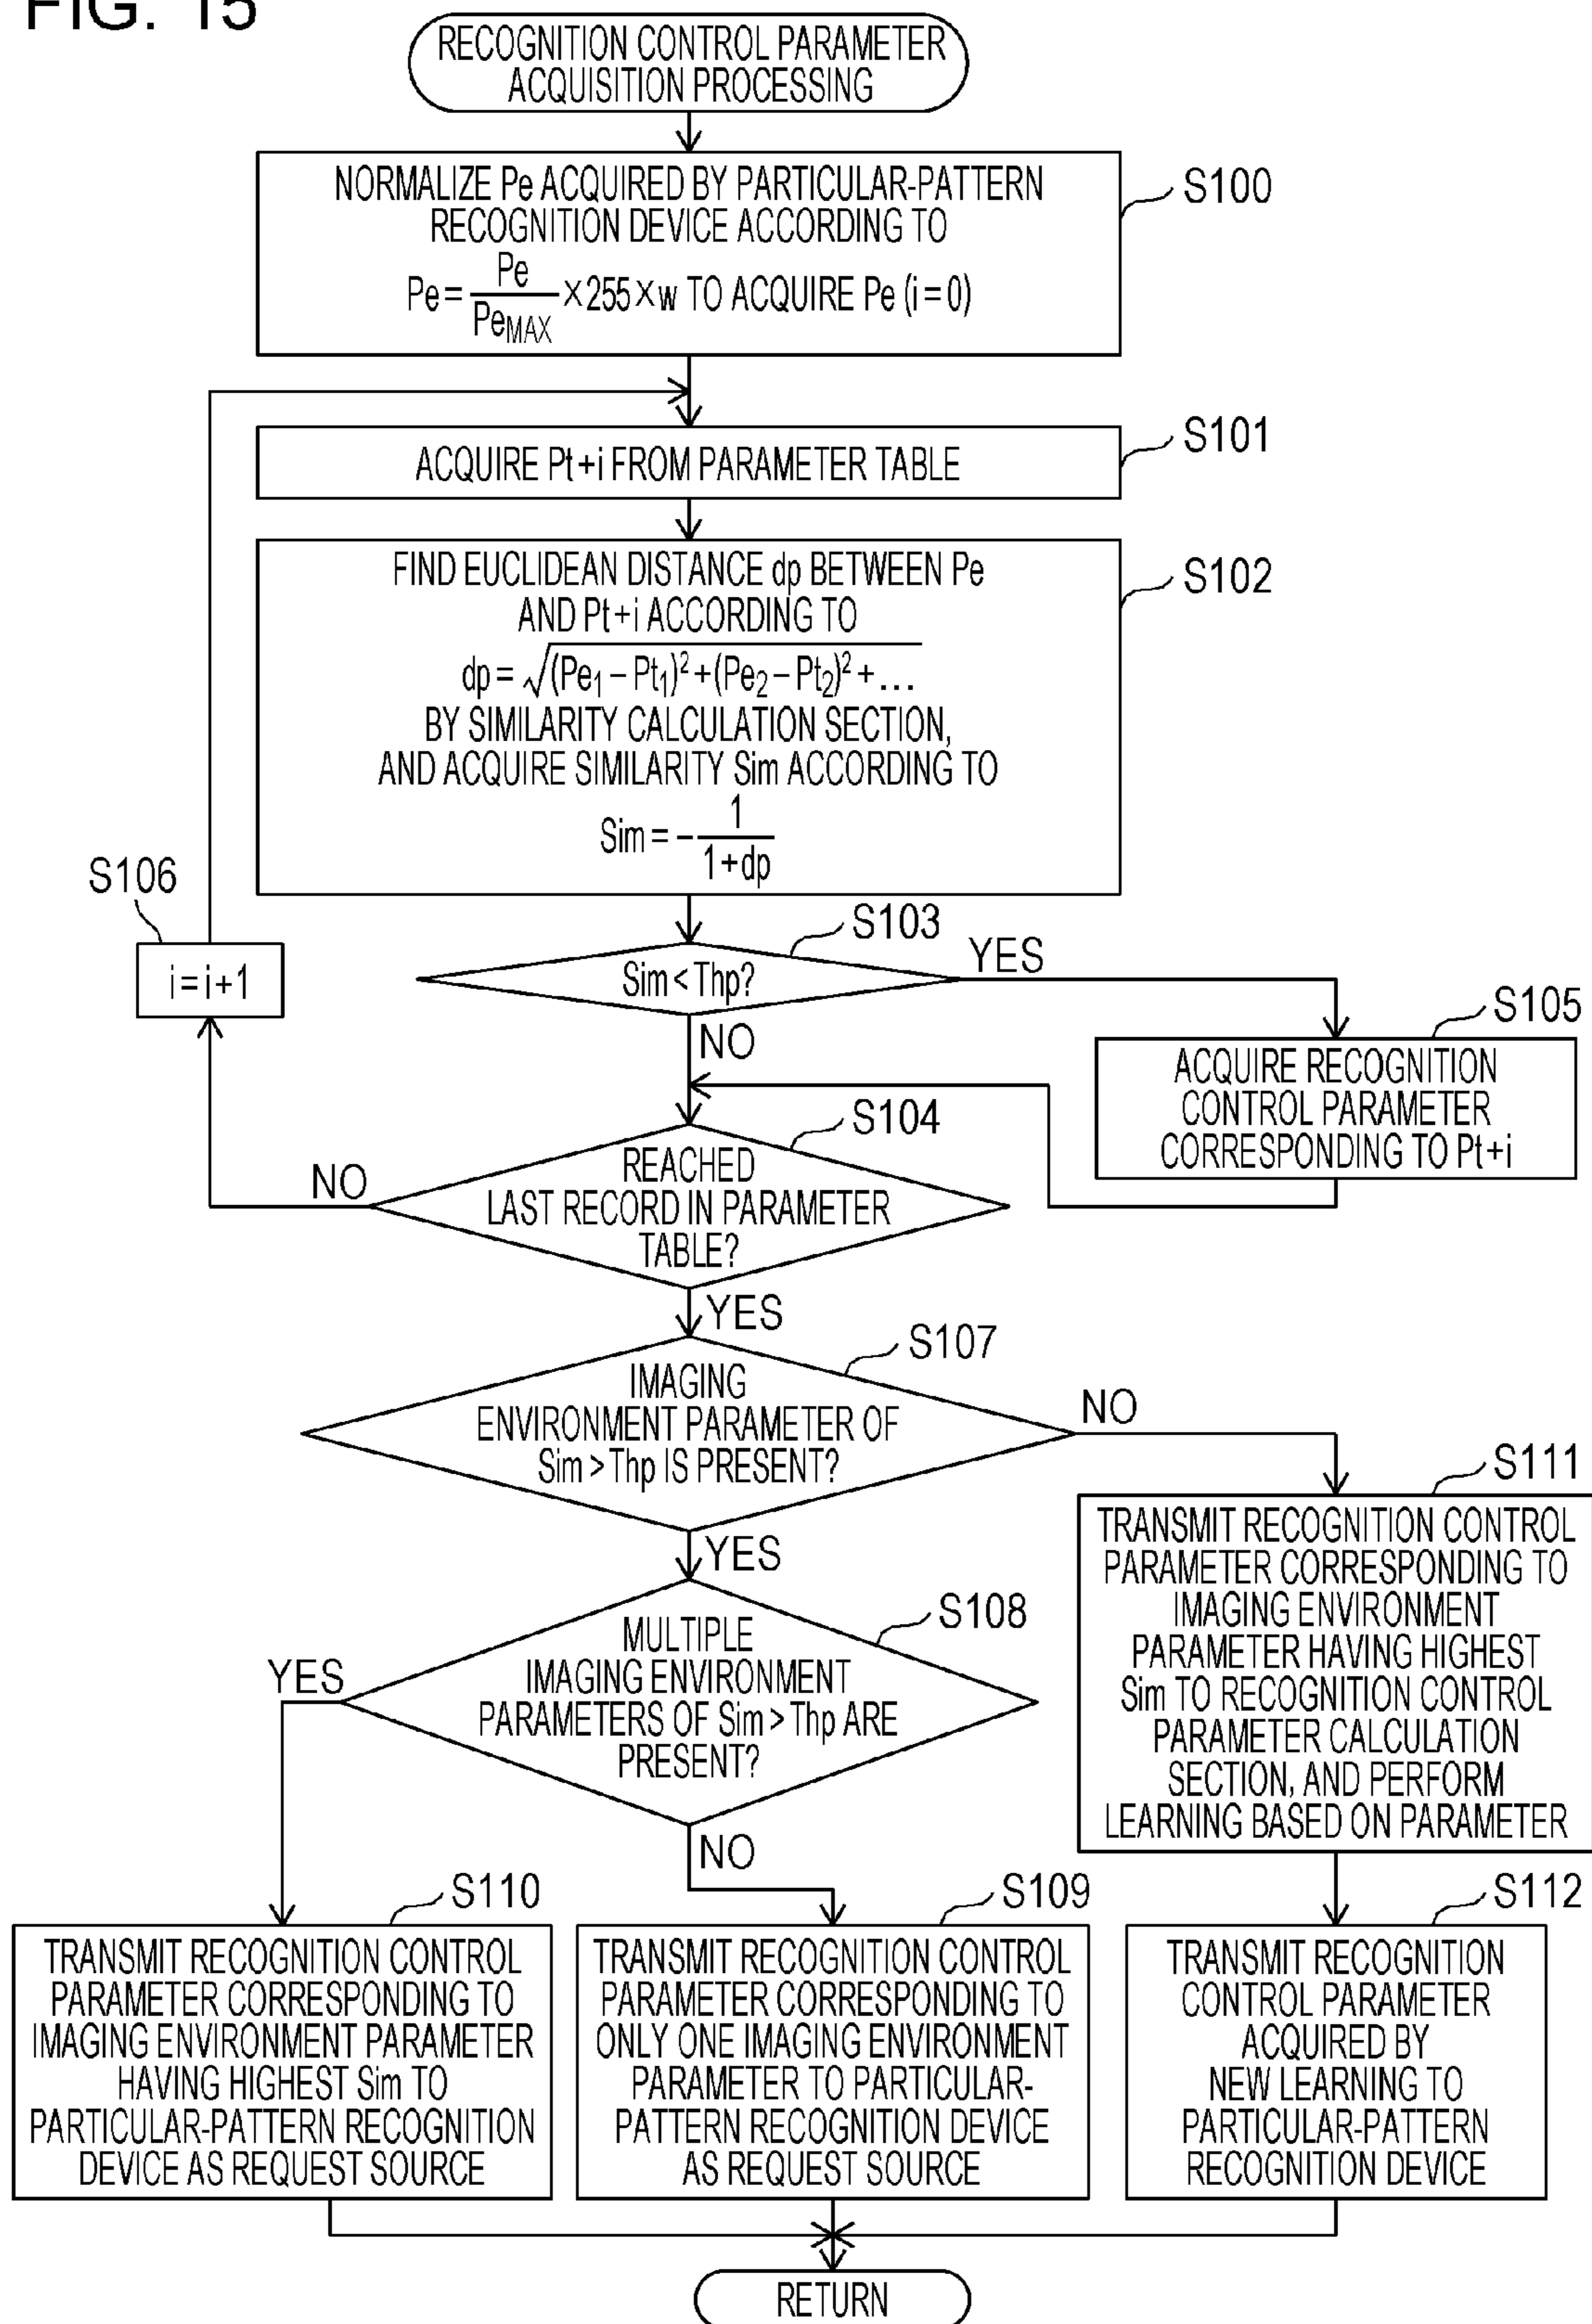 FIG. 15
RECOGNITION CONTROL PARAMETER
ACQUISITION PROCESSING
NORMALIZE Pe ACQUIRED BY PARTICULAR-PATTERN
RECOGNITION DEVICE ACCORDING TO
Pe = Pe / PeMAX ×255×w TO ACQUIRE Pe (i=0)
S100
ACQUIRE Pt+i FROM PARAMETER TABLE
S101
FIND EUCLIDEAN DISTANCE dp BETWEEN Pe
AND Pt+i ACCORDING TO
dp = √(Pe1 – Pt1)² +(Pe2 – Pt2)² + ...
BY SIMILARITY CALCULATION SECTION,
AND ACQUIRE SIMILARITY Sim ACCORDING TO
Sim = - 1 / 1+dp
S102
S106
i=i+1
S103
Sim < Thp?
YES
NO
S105
ACQUIRE RECOGNITION
CONTROL PARAMETER
CORRESPONDING TO Pt+i
S104
REACHED
LAST RECORD IN PARAMETER
TABLE?
NO
YES
S107
IMAGING
ENVIRONMENT PARAMETER OF
Sim > Thp IS PRESENT?
NO
YES
S111
TRANSMIT RECOGNITION CONTROL
PARAMETER CORRESPONDING TO
IMAGING ENVIRONMENT
PARAMETER HAVING HIGHEST
Sim TO RECOGNITION CONTROL
PARAMETER CALCULATION
SECTION, AND PERFORM
LEARNING BASED ON PARAMETER
S108
MULTIPLE
IMAGING ENVIRONMENT
PARAMETERS OF Sim > Thp ARE
PRESENT?
YES
NO
S110
TRANSMIT RECOGNITION CONTROL
PARAMETER CORRESPONDING TO
IMAGING ENVIRONMENT PARAMETER
HAVING HIGHEST Sim TO
PARTICULAR-PATTERN RECOGNITION
DEVICE AS REQUEST SOURCE
S109
TRANSMIT RECOGNITION CONTROL
PARAMETER CORRESPONDING TO
ONLY ONE IMAGING ENVIRONMENT
PARAMETER TO PARTICULAR-
PATTERN RECOGNITION DEVICE
AS REQUEST SOURCE
S112
TRANSMIT RECOGNITION
CONTROL PARAMETER
ACQUIRED BY
NEW LEARNING TO
PARTICULAR-PATTERN
RECOGNITION DEVICE
RETURN